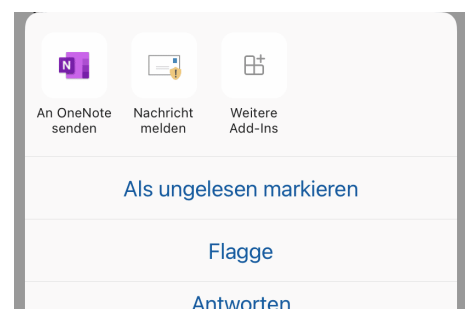 N
An OneNote
senden
Nachricht
melden
Weitere
Add-Ins
Als ungelesen markieren
Flagge
Antworten